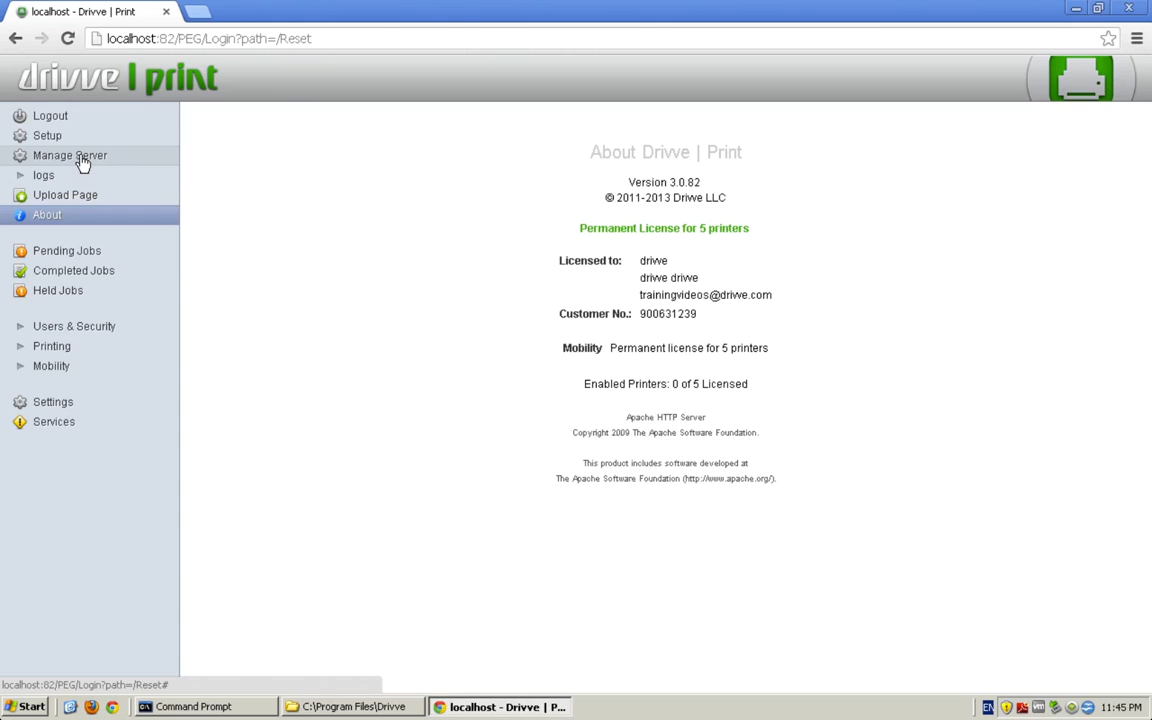 localhost - Drivve | Print
localhost:82/PEG/Login?path=/Reset
drivve | print
Logout
Setup
Manage Server
logs
Upload Page
About
Pending Jobs
Completed Jobs
Held Jobs
Users & Security
Printing
Mobility
Settings
Services
About Drivve | Print
Version 3.0.82
© 2011-2013 Drivve LLC
Permanent License for 5 printers
Licensed to: drivve
drivve drivve
trainingvideos@drivve.com
Customer No.: 900631239
Mobility Permanent license for 5 printers
Enabled Printers: 0 of 5 Licensed
Apache HTTP Server
Copyright 2009 The Apache Software Foundation.
This product includes software developed at
The Apache Software Foundation (http://www.apache.org/).
localhost:82/PEG/Login?path=/Reset#
Start Command Prompt C:\Program Files\Drivve localhost - Drivve | P... EN 11:45 PM